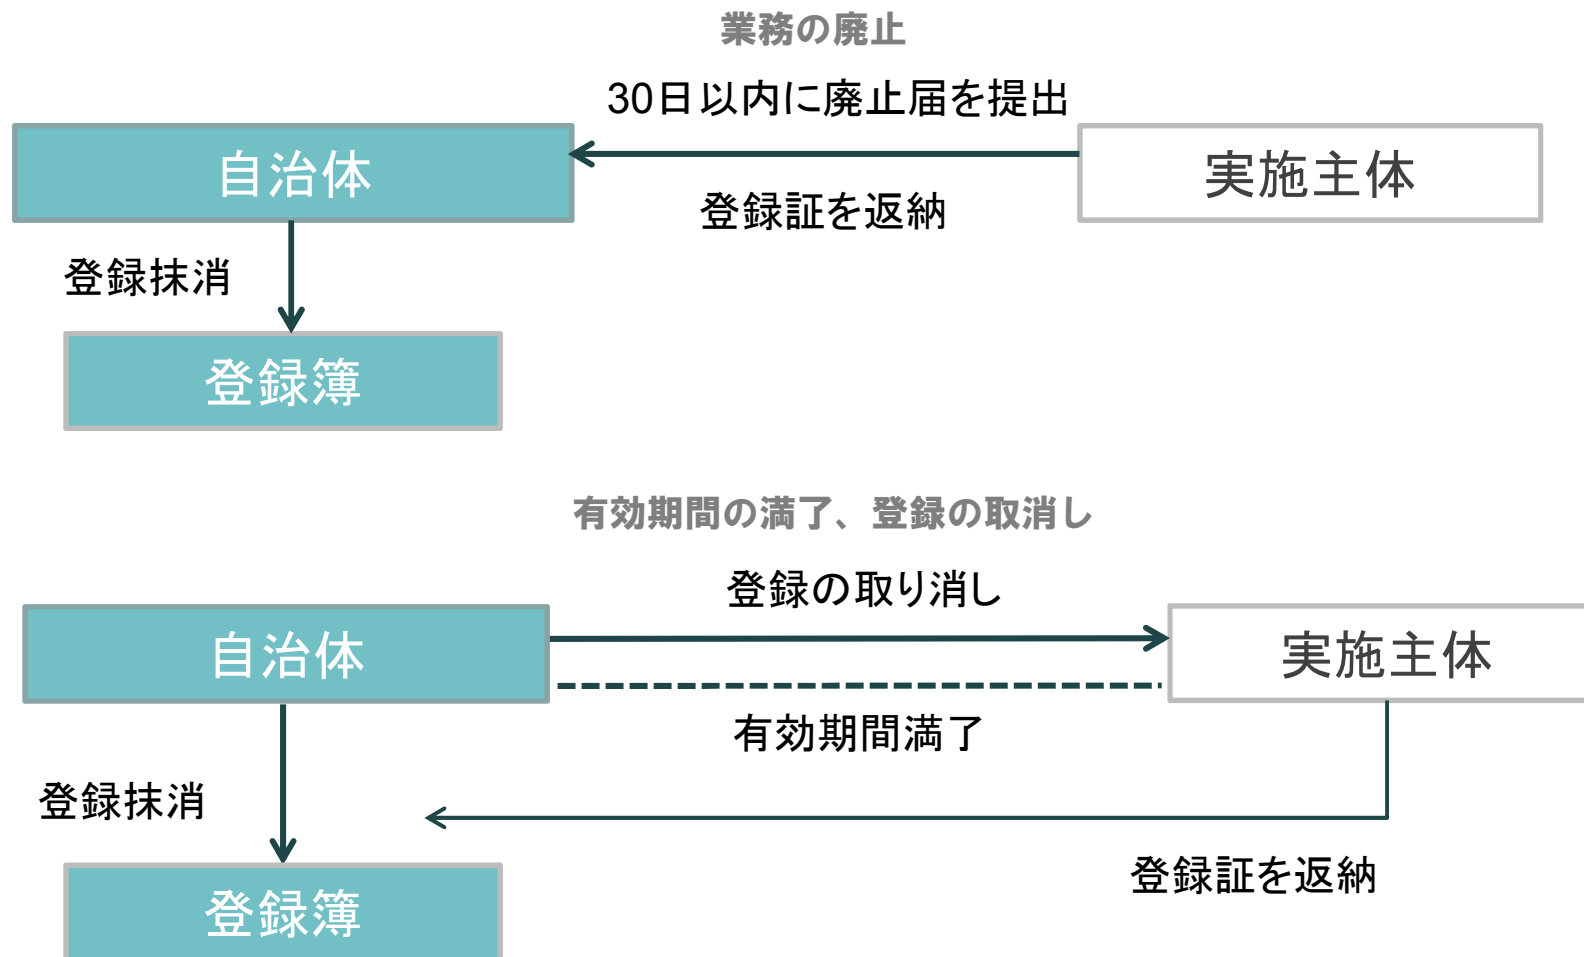 業務の廃止
30日以内に廃止届を提出
自治体
実施主体
登録証を返納
登録抹消
登録簿
有効期間の満了、登録の取消し
登録の取り消し
自治体
実施主体
有効期間満了
登録抹消
登録証を返納
登録簿